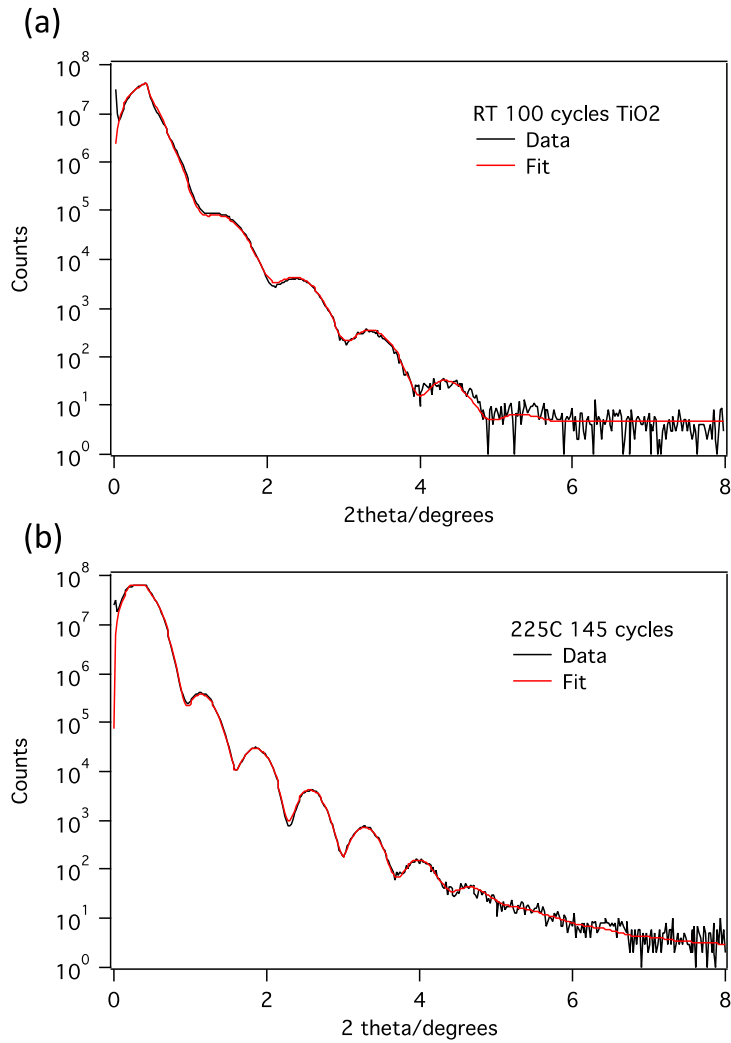 (a)
10^8
10^7
10^6
10^5
10^4
10^3
10^2
10^1
10^0
Counts
RT 100 cycles TiO2
Data
Fit
0 2 4 6 8
2theta/degrees
(b)
10^8
10^7
10^6
10^5
10^4
10^3
10^2
10^1
10^0
Counts
225C 145 cycles
Data
Fit
0 2 4 6 8
2 theta/degrees